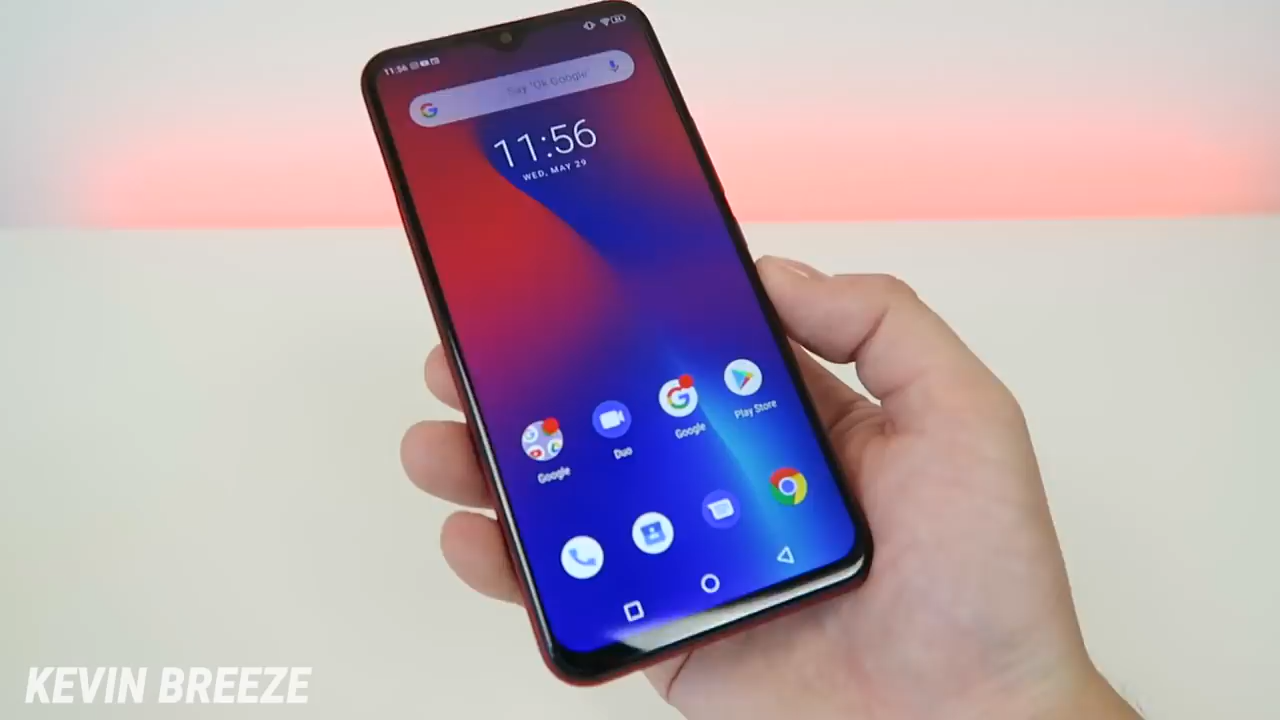 11:56
Say "Ok Google"
11:56
WED, MAY 29
Google
Duo
Google
Play Store
KEVIN BREEZE